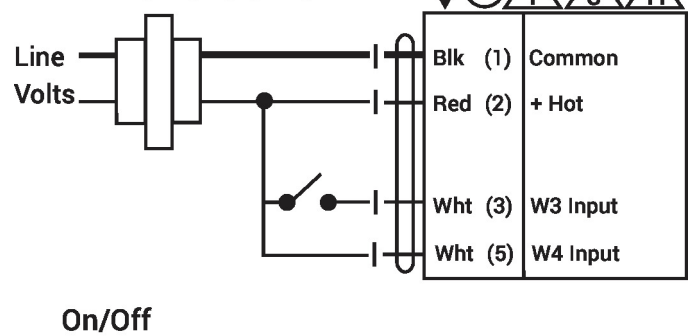 Line
Volts
Blk (1) Common
Red (2) + Hot
Wht (3) W3 Input
Wht (5) W4 Input
On/Off